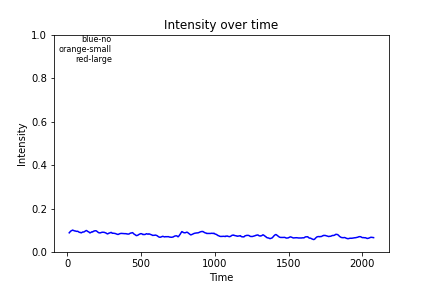 Intensity over time
blue-no
orange-small
red-large
1.0
0.8
0.6
0.4
0.2
0.0
Intensity
0 500 1000 1500 2000
Time